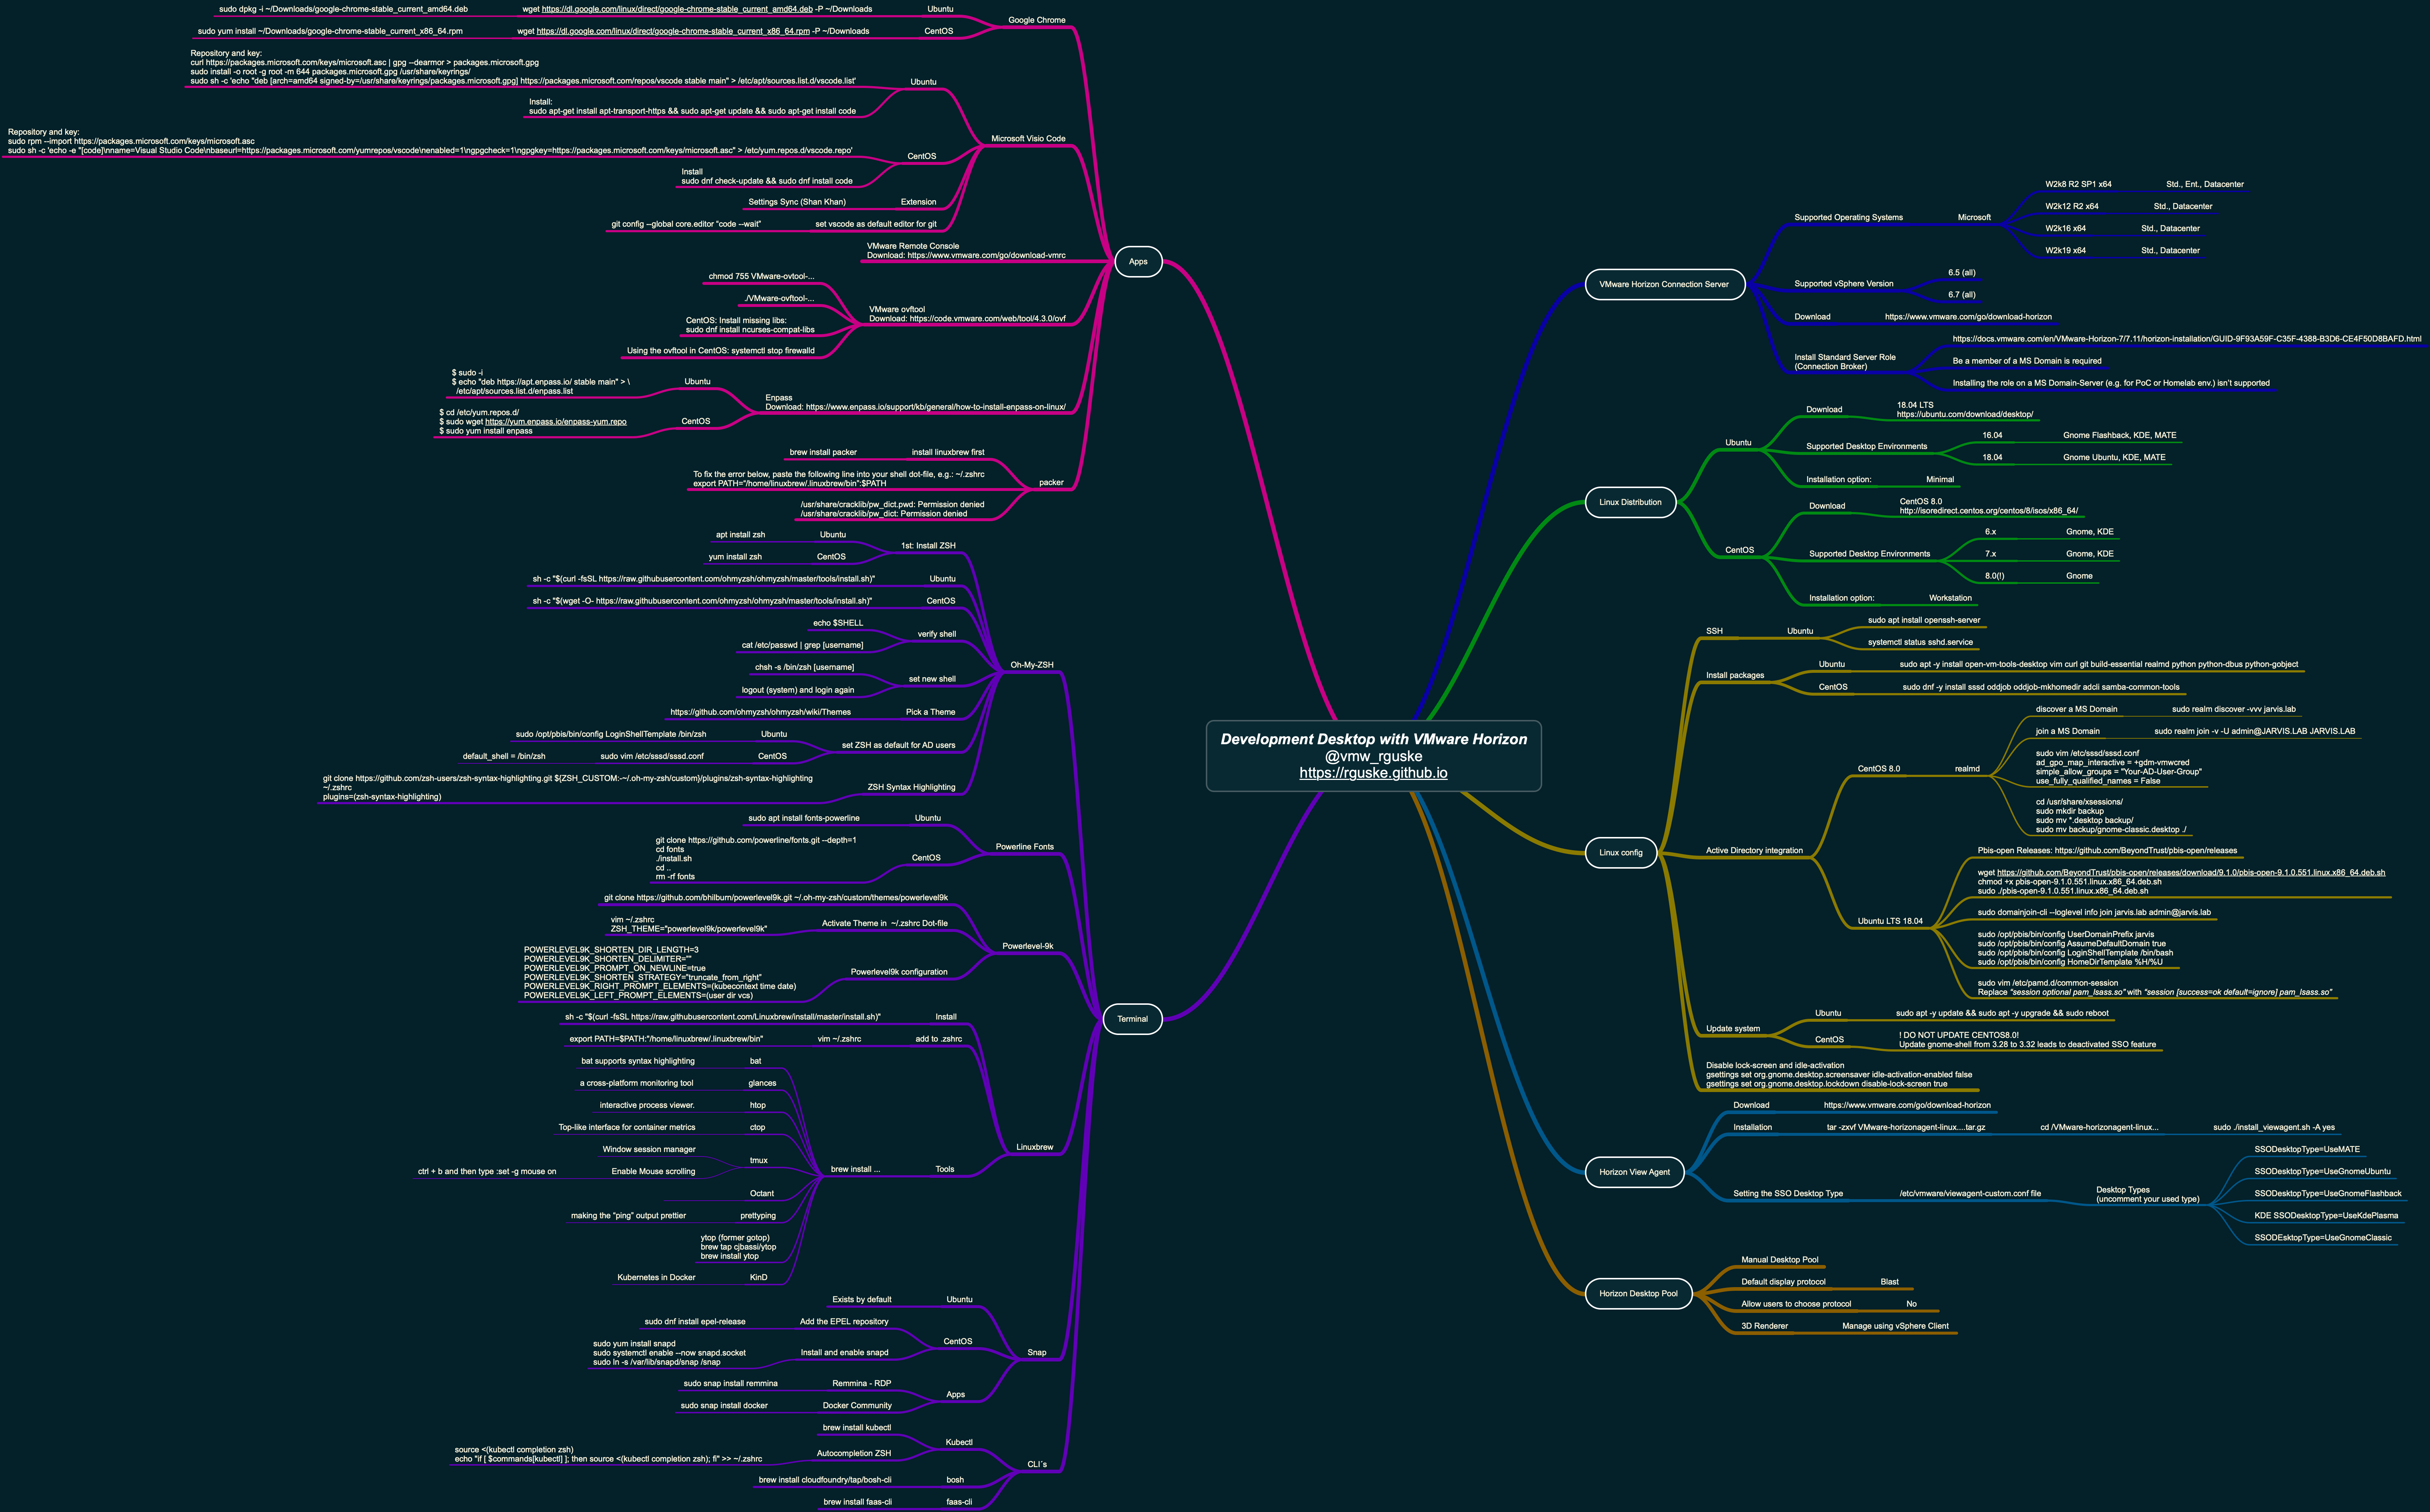 Development Desktop with VMware Horizon
@vmw_rguske
https://rguske.github.io
Apps
Google Chrome
Ubuntu
wget https://dl.google.com/linux/direct/google-chrome-stable_current_amd64.deb -P ~/Downloads
sudo dpkg -i ~/Downloads/google-chrome-stable_current_amd64.deb
CentOS
wget https://dl.google.com/linux/direct/google-chrome-stable_current_x86_64.rpm -P ~/Downloads
sudo yum install ~/Downloads/google-chrome-stable_current_x86_64.rpm
Microsoft Visio Code
Ubuntu
Repository and key:
curl https://packages.microsoft.com/keys/microsoft.asc | gpg --dearmor > packages.microsoft.gpg
sudo install -o root -g root -m 644 packages.microsoft.gpg /usr/share/keyrings/
sudo sh -c 'echo "deb [arch=amd64 signed-by=/usr/share/keyrings/packages.microsoft.gpg] https://packages.microsoft.com/repos/vscode stable main" > /etc/apt/sources.list.d/vscode.list'
Install:
sudo apt-get install apt-transport-https && sudo apt-get update && sudo apt-get install code
CentOS
Repository and key:
sudo rpm --import https://packages.microsoft.com/keys/microsoft.asc
sudo sh -c 'echo -e "[code]\nname=Visual Studio Code\nbaseurl=https://packages.microsoft.com/yumrepos/vscode\nenabled=1\ngpgcheck=1\ngpgkey=https://packages.microsoft.com/keys/microsoft.asc" > /etc/yum.repos.d/vscode.repo'
Install
sudo dnf check-update && sudo dnf install code
Extension
Settings Sync (Shan Khan)
set vscode as default editor for git
git config --global core.editor "code --wait"
VMware Remote Console
Download: https://www.vmware.com/go/download-vmrc
VMware ovftool
Download: https://code.vmware.com/web/tool/4.3.0/ovf
chmod 755 VMware-ovtool-...
./VMware-ovftool-...
CentOS: Install missing libs:
sudo dnf install ncurses-compat-libs
Using the ovftool in CentOS: systemctl stop firewalld
Enpass
Download: https://www.enpass.io/support/kb/general/how-to-install-enpass-on-linux/
Ubuntu
$ sudo -i
$ echo "deb https://apt.enpass.io/ stable main" > \
/etc/apt/sources.list.d/enpass.list
CentOS
$ cd /etc/yum.repos.d/
$ sudo wget https://yum.enpass.io/enpass-yum.repo
$ sudo yum install enpass
packer
install linuxbrew first
brew install packer
To fix the error below, paste the following line into your shell dot-file, e.g.: ~/.zshrc
export PATH="/home/linuxbrew/.linuxbrew/bin":$PATH
/usr/share/cracklib/pw_dict.pwd: Permission denied
/usr/share/cracklib/pw_dict: Permission denied
Terminal
Oh-My-ZSH
1st: Install ZSH
Ubuntu
apt install zsh
CentOS
yum install zsh
Ubuntu
sh -c "$(curl -fsSL https://raw.githubusercontent.com/ohmyzsh/ohmyzsh/master/tools/install.sh)"
CentOS
sh -c "$(wget -O- https://raw.githubusercontent.com/ohmyzsh/ohmyzsh/master/tools/install.sh)"
verify shell
echo $SHELL
cat /etc/passwd | grep [username]
set new shell
chsh -s /bin/zsh [username]
logout (system) and login again
Pick a Theme
https://github.com/ohmyzsh/ohmyzsh/wiki/Themes
set ZSH as default for AD users
Ubuntu
sudo /opt/pbis/bin/config LoginShellTemplate /bin/zsh
CentOS
sudo vim /etc/sssd/sssd.conf
default_shell = /bin/zsh
ZSH Syntax Highlighting
git clone https://github.com/zsh-users/zsh-syntax-highlighting.git ${ZSH_CUSTOM:-~/.oh-my-zsh/custom}/plugins/zsh-syntax-highlighting
~/.zshrc
plugins=(zsh-syntax-highlighting)
Powerline Fonts
Ubuntu
sudo apt install fonts-powerline
CentOS
git clone https://github.com/powerline/fonts.git --depth=1
cd fonts
./install.sh
cd ..
rm -rf fonts
Powerlevel-9k
git clone https://github.com/bhilburn/powerlevel9k.git ~/.oh-my-zsh/custom/themes/powerlevel9k
Activate Theme in ~/.zshrc Dot-file
vim ~/.zshrc
ZSH_THEME="powerlevel9k/powerlevel9k"
Powerlevel9k configuration
POWERLEVEL9K_SHORTEN_DIR_LENGTH=3
POWERLEVEL9K_SHORTEN_DELIMITER=""
POWERLEVEL9K_PROMPT_ON_NEWLINE=true
POWERLEVEL9K_SHORTEN_STRATEGY="truncate_from_right"
POWERLEVEL9K_RIGHT_PROMPT_ELEMENTS=(kubecontext time date)
POWERLEVEL9K_LEFT_PROMPT_ELEMENTS=(user dir vcs)
Linuxbrew
Install
sh -c "$(curl -fsSL https://raw.githubusercontent.com/Linuxbrew/install/master/install.sh)"
add to .zshrc
vim ~/.zshrc
export PATH=$PATH:"/home/linuxbrew/.linuxbrew/bin"
Tools
brew install ...
bat
bat supports syntax highlighting
glances
a cross-platform monitoring tool
htop
interactive process viewer.
ctop
Top-like interface for container metrics
tmux
Window session manager
Enable Mouse scrolling
ctrl + b and then type :set -g mouse on
Octant
prettyping
making the "ping" output prettier
ytop (former gotop)
brew tap cjbassi/ytop
brew install ytop
KinD
Kubernetes in Docker
Snap
Ubuntu
Exists by default
CentOS
Add the EPEL repository
sudo dnf install epel-release
Install and enable snapd
sudo yum install snapd
sudo systemctl enable --now snapd.socket
sudo ln -s /var/lib/snapd/snap /snap
Apps
Remmina - RDP
sudo snap install remmina
Docker Community
sudo snap install docker
CLI´s
Kubectl
brew install kubectl
Autocompletion ZSH
source <(kubectl completion zsh)
echo "if [ $commands[kubectl] ]; then source <(kubectl completion zsh); fi" >> ~/.zshrc
bosh
brew install cloudfoundry/tap/bosh-cli
faas-cli
brew install faas-cli
VMware Horizon Connection Server
Supported Operating Systems
Microsoft
W2k8 R2 SP1 x64
Std., Ent., Datacenter
W2k12 R2 x64
Std., Datacenter
W2k16 x64
Std., Datacenter
W2k19 x64
Std., Datacenter
Supported vSphere Version
6.5 (all)
6.7 (all)
Download
https://www.vmware.com/go/download-horizon
Install Standard Server Role
(Connection Broker)
https://docs.vmware.com/en/VMware-Horizon-7/7.11/horizon-installation/GUID-9F93A59F-C35F-4388-B3D6-CE4F50D8BAFD.html
Be a member of a MS Domain is required
Installing the role on a MS Domain-Server (e.g. for PoC or Homelab env.) isn't supported
Linux Distribution
Ubuntu
Download
18.04 LTS
https://ubuntu.com/download/desktop/
Supported Desktop Environments
16.04
Gnome Flashback, KDE, MATE
18.04
Gnome Ubuntu, KDE, MATE
Installation option:
Minimal
CentOS
Download
CentOS 8.0
http://isoredirect.centos.org/centos/8/isos/x86_64/
Supported Desktop Environments
6.x
Gnome, KDE
7.x
Gnome, KDE
8.0(!)
Gnome
Installation option:
Workstation
Linux config
SSH
Ubuntu
sudo apt install openssh-server
systemctl status sshd.service
Install packages
Ubuntu
sudo apt -y install open-vm-tools-desktop vim curl git build-essential realmd python python-dbus python-gobject
CentOS
sudo dnf -y install sssd oddjob oddjob-mkhomedir adcli samba-common-tools
Active Directory integration
CentOS 8.0
realmd
discover a MS Domain
sudo realm discover -vvv jarvis.lab
join a MS Domain
sudo realm join -v -U admin@JARVIS.LAB JARVIS.LAB
sudo vim /etc/sssd/sssd.conf
ad_gpo_map_interactive = +gdm-vmwcred
simple_allow_groups = "Your-AD-User-Group"
use_fully_qualified_names = False
cd /usr/share/xsessions/
sudo mkdir backup
sudo mv *.desktop backup/
sudo mv backup/gnome-classic.desktop ./
Ubuntu LTS 18.04
Pbis-open Releases: https://github.com/BeyondTrust/pbis-open/releases
wget https://github.com/BeyondTrust/pbis-open/releases/download/9.1.0/pbis-open-9.1.0.551.linux.x86_64.deb.sh
chmod +x pbis-open-9.1.0.551.linux.x86_64.deb.sh
sudo ./pbis-open-9.1.0.551.linux.x86_64.deb.sh
sudo domainjoin-cli --loglevel info join jarvis.lab admin@jarvis.lab
sudo /opt/pbis/bin/config UserDomainPrefix jarvis
sudo /opt/pbis/bin/config AssumeDefaultDomain true
sudo /opt/pbis/bin/config LoginShellTemplate /bin/bash
sudo /opt/pbis/bin/config HomeDirTemplate %H/%U
sudo vim /etc/pamd.d/common-session
Replace "session optional pam_lsass.so" with "session [success=ok default=ignore] pam_lsass.so"
Update system
Ubuntu
sudo apt -y update && sudo apt -y upgrade && sudo reboot
CentOS
! DO NOT UPDATE CENTOS8.0!
Update gnome-shell from 3.28 to 3.32 leads to deactivated SSO feature
Disable lock-screen and idle-activation
gsettings set org.gnome.desktop.screensaver idle-activation-enabled false
gsettings set org.gnome.desktop.lockdown disable-lock-screen true
Horizon View Agent
Download
https://www.vmware.com/go/download-horizon
Installation
tar -zxvf VMware-horizonagent-linux....tar.gz
cd /VMware-horizonagent-linux...
sudo ./install_viewagent.sh -A yes
Setting the SSO Desktop Type
/etc/vmware/viewagent-custom.conf file
Desktop Types
(uncomment your used type)
SSODesktopType=UseMATE
SSODesktopType=UseGnomeUbuntu
SSODesktopType=UseGnomeFlashback
KDE SSODesktopType=UseKdePlasma
SSODEsktopType=UseGnomeClassic
Horizon Desktop Pool
Manual Desktop Pool
Default display protocol
Blast
Allow users to choose protocol
No
3D Renderer
Manage using vSphere Client